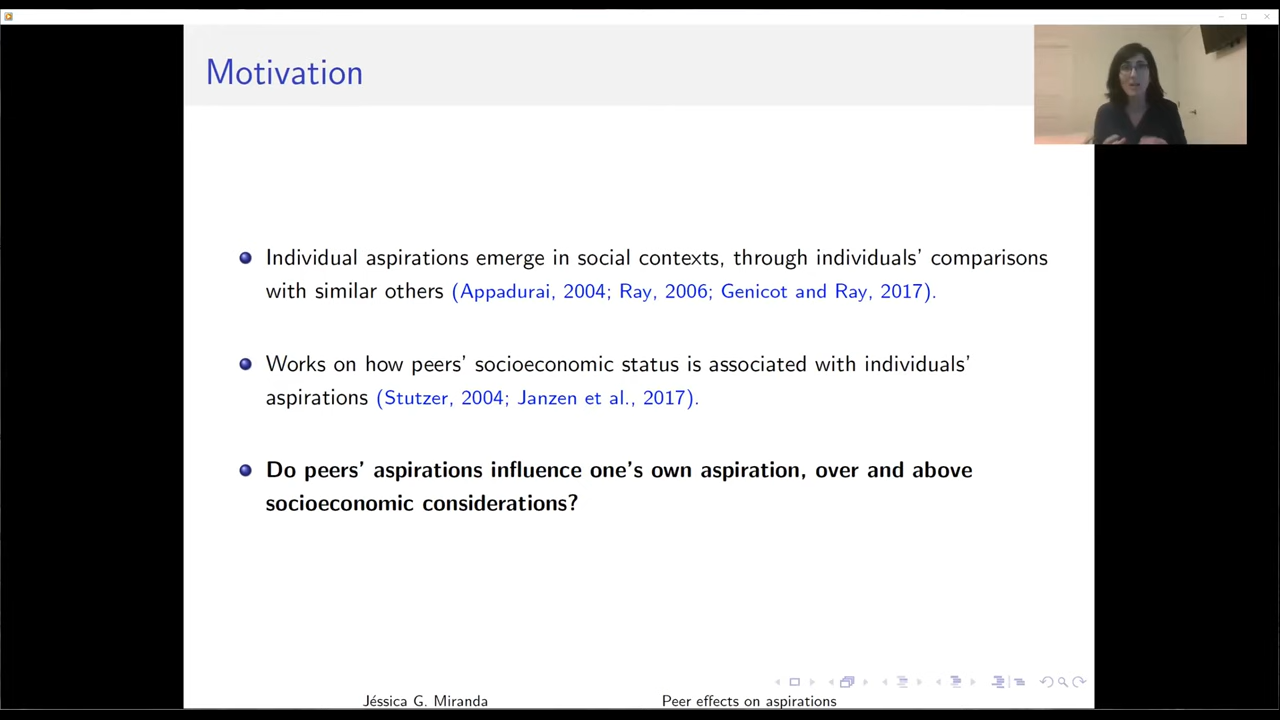 Motivation
Individual aspirations emerge in social contexts, through individuals’ comparisons
with similar others (Appadurai, 2004; Ray, 2006; Genicot and Ray, 2017).
Works on how peers’ socioeconomic status is associated with individuals’
aspirations (Stutzer, 2004; Janzen et al., 2017).
Do peers’ aspirations influence one’s own aspiration, over and above
socioeconomic considerations?
Jéssica G. Miranda
Peer effects on aspirations